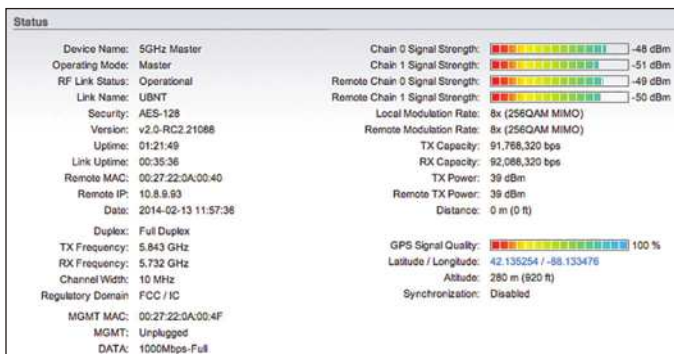 Status
Device Name: 5GHz Master
Operating Mode: Master
RF Link Status: Operational
Link Name: UBNT
Security: AES-128
Version: v2.0-RC2.21088
Uptime: 01:21:49
Link Uptime: 00:35:36
Remote MAC: 00:27:22:0A:00:40
Remote IP: 10.8.9.93
Date: 2014-02-13 11:57:36
Duplex: Full Duplex
TX Frequency: 5.843 GHz
RX Frequency: 5.732 GHz
Channel Width: 10 MHz
Regulatory Domain FCC / IC
MGMT MAC: 00:27:22:0A:00:4F
MGMT: Unplugged
DATA: 1000Mbps-Full
Chain 0 Signal Strength: -48 dBm
Chain 1 Signal Strength: -51 dBm
Remote Chain 0 Signal Strength: -49 dBm
Remote Chain 1 Signal Strength: -50 dBm
Local Modulation Rate: 8x (256QAM MIMO)
Remote Modulation Rate: 8x (256QAM MIMO)
TX Capacity: 91,768,320 bps
RX Capacity: 92,088,320 bps
TX Power: 39 dBm
Remote TX Power: 39 dBm
Distance: 0 m (0 ft)
GPS Signal Quality: 100 %
Latitude / Longitude: 42.135254 / -88.133476
Altitude: 280 m (920 ft)
Synchronization: Disabled